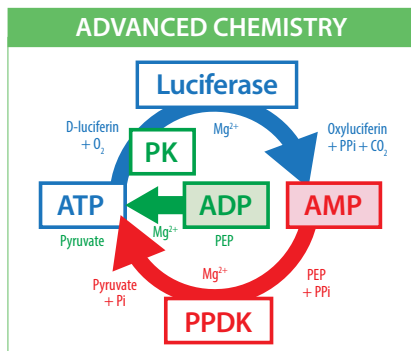 ADVANCED CHEMISTRY
Luciferase
D-luciferin
+ O₂
Mg²⁺
Oxyluciferin
+ PPi + CO₂
PK
ATP
ADP
AMP
Pyruvate
Mg²⁺
PEP
Pyruvate
+ Pi
Mg²⁺
PEP
+ PPi
PPDK